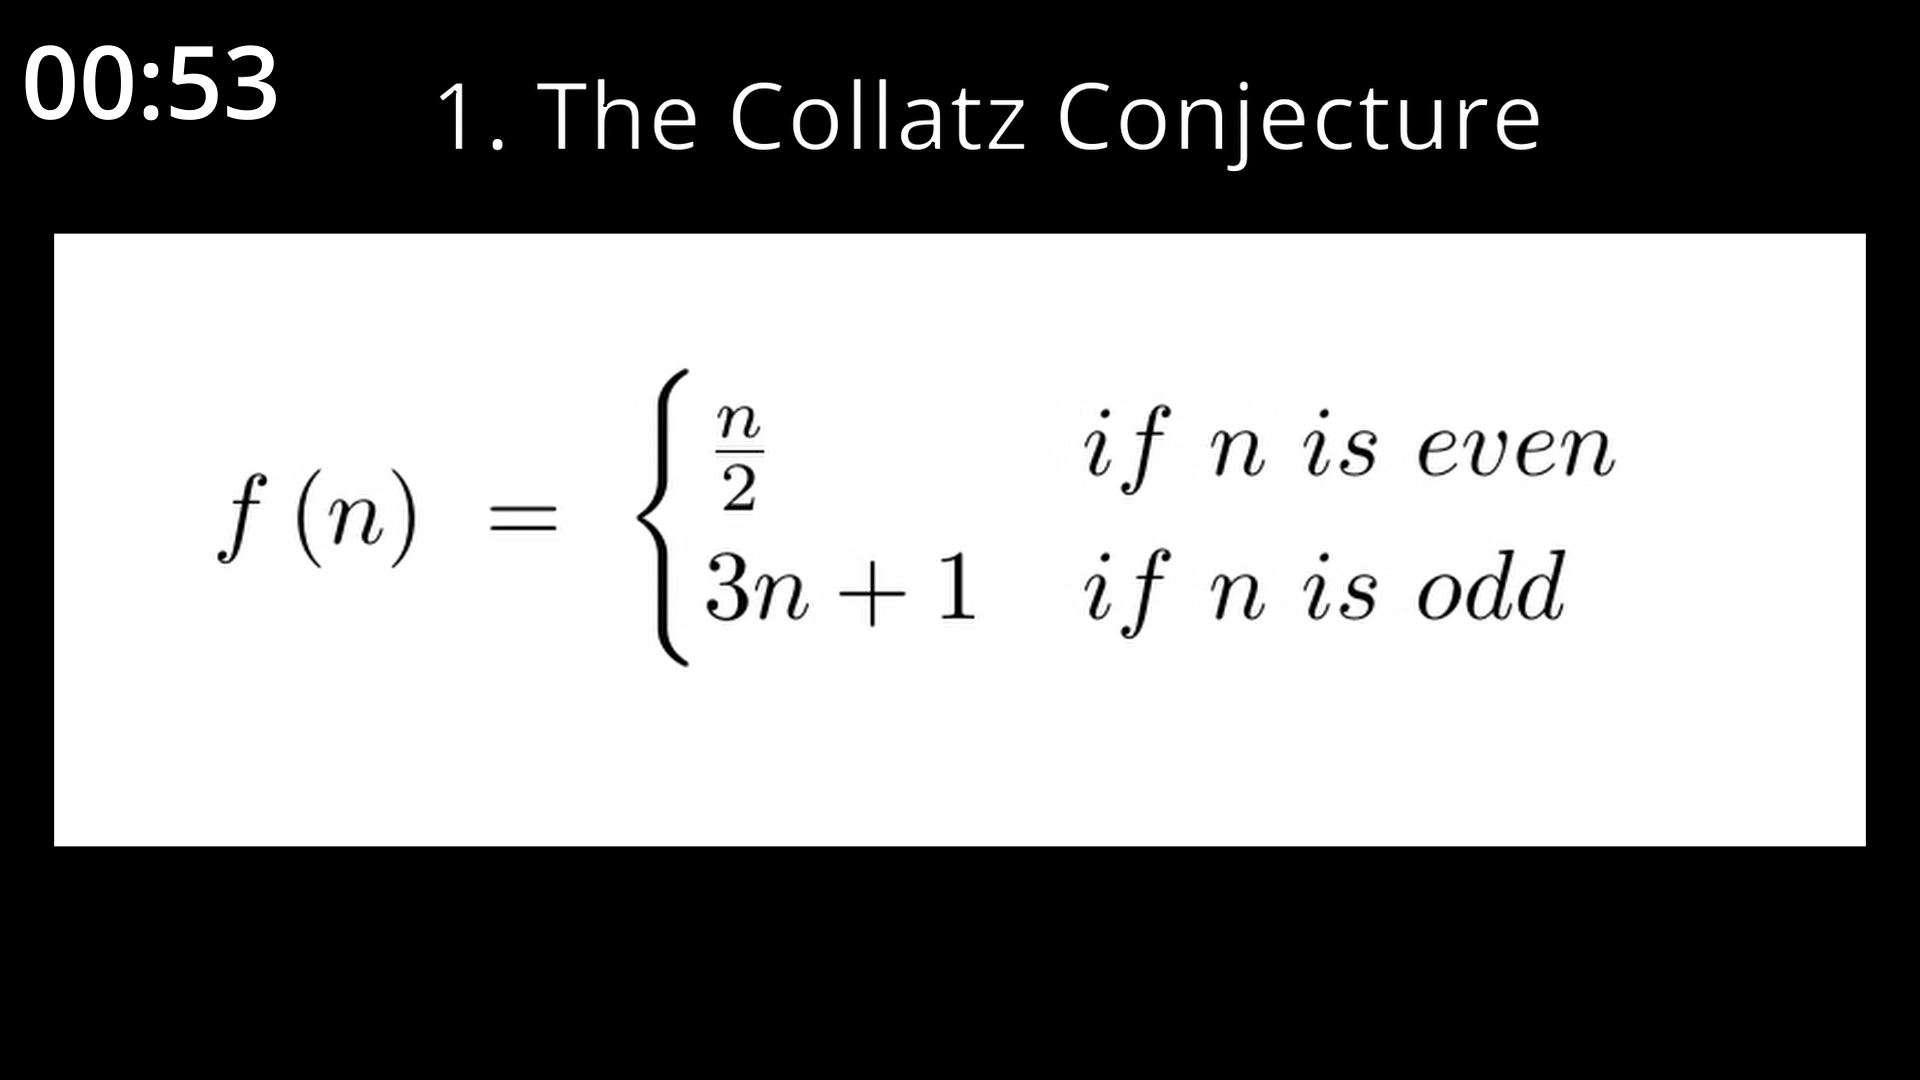 00:53
1. The Collatz Conjecture
f (n) = { n/2 if n is even
3n + 1 if n is odd